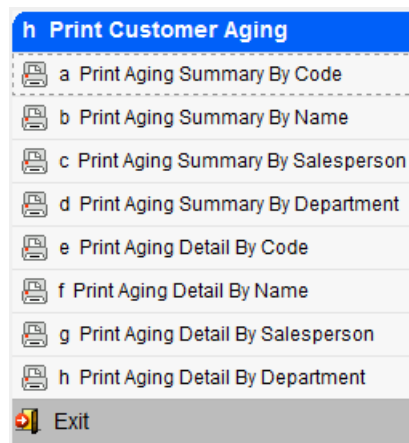 h Print Customer Aging
a Print Aging Summary By Code
b Print Aging Summary By Name
c Print Aging Summary By Salesperson
d Print Aging Summary By Department
e Print Aging Detail By Code
f Print Aging Detail By Name
g Print Aging Detail By Salesperson
h Print Aging Detail By Department
Exit